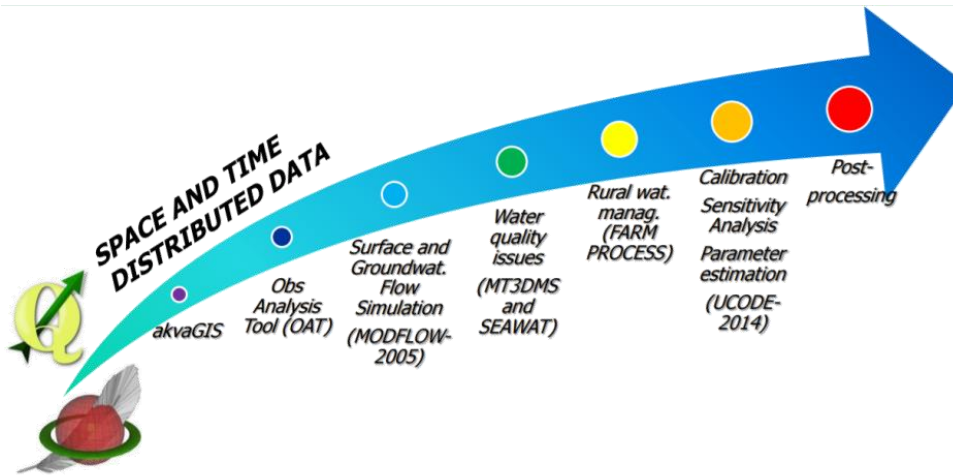 SPACE AND TIME
DISTRIBUTED DATA
akvaGIS
Obs
Analysis
Tool (OAT)
Surface and
Groundwat.
Flow
Simulation
(MODFLOW-
2005)
Water
quality
issues
(MT3DMS
and
SEAWAT)
Rural wat.
manag.
(FARM
PROCESS)
Calibration
Sensitivity
Analysis
Parameter
estimation
(UCODE-
2014)
Post-
processing